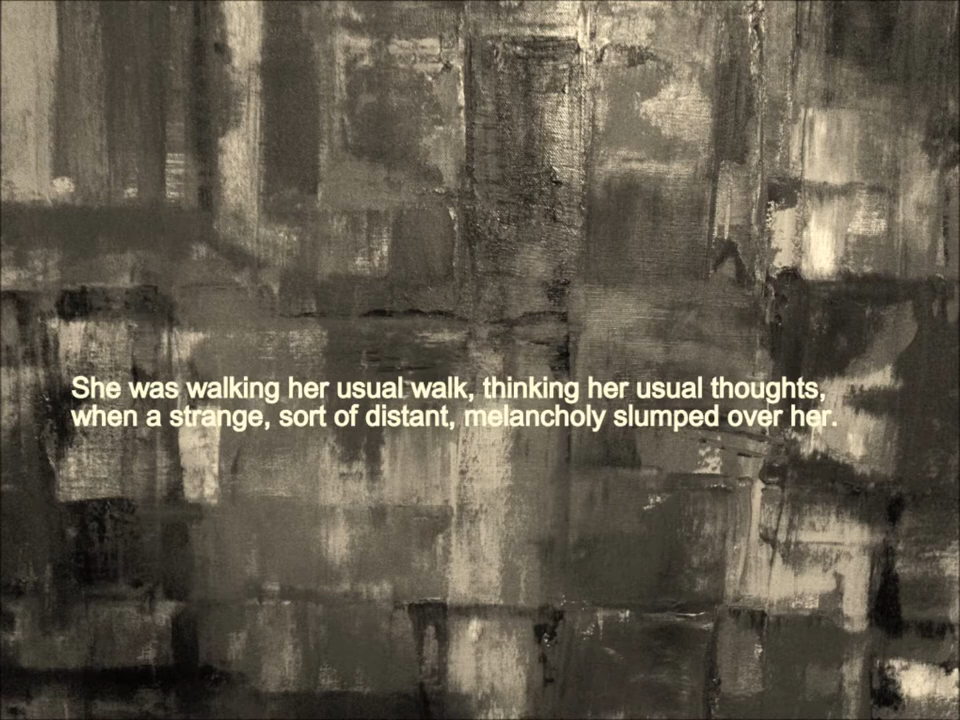 She was walking her usual walk, thinking her usual thoughts,
when a strange, sort of distant, melancholy slumped over her.